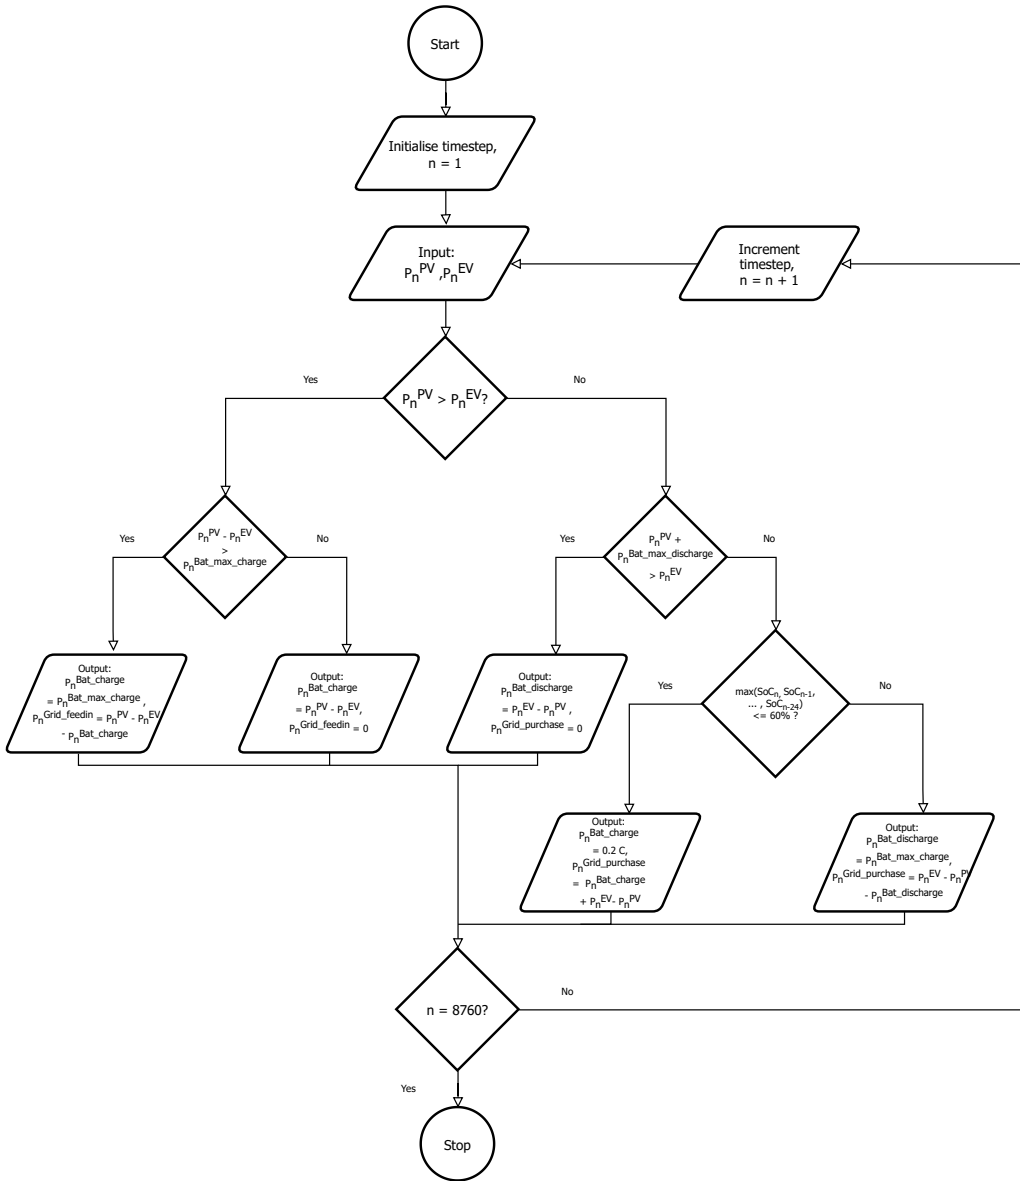 Start
Initialise timestep,
n = 1
Input:
PnPV ,PnEV
Increment
timestep,
n = n + 1
Yes
No
PnPV > PnEV?
Yes
PnPV - PnEV
>
PnBat_max_charge
No
Yes
PnPV +
PnBat_max_discharge
> PnEV
No
Output:
PnBat_charge
= PnBat_max_charge ,
PnGrid_feedin = PnPV - PnEV
- PnBat_charge
Output:
PnBat_charge
= PnPV - PnEV,
PnGrid_feedin = 0
Output:
PnBat_discharge
= PnEV - PnPV ,
PnGrid_purchase = 0
Yes
max(SoCn, SoCn-1,
... , SoCn-24)
<= 60% ?
No
Output:
PnBat_charge
= 0.2 C,
PnGrid_purchase
= PnBat_charge
+ PnEV- PnPV
Output:
PnBat_discharge
= PnBat_max_charge,
PnGrid_purchase = PnEV - PnPV
- PnBat_discharge
n = 8760?
No
Yes
Stop